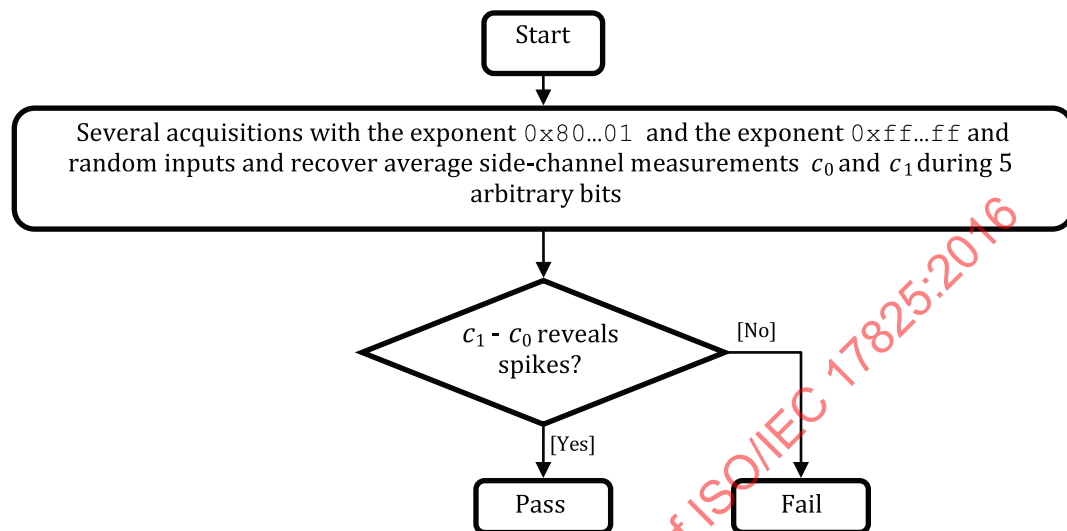 Start
Several acquisitions with the exponent 0x80...01 and the exponent 0xff...ff and
random inputs and recover average side-channel measurements c₀ and c₁ during 5
arbitrary bits
c₁ - c₀ reveals
spikes?
[No]
[Yes]
Pass
Fail
of ISO/IEC 17825:2016